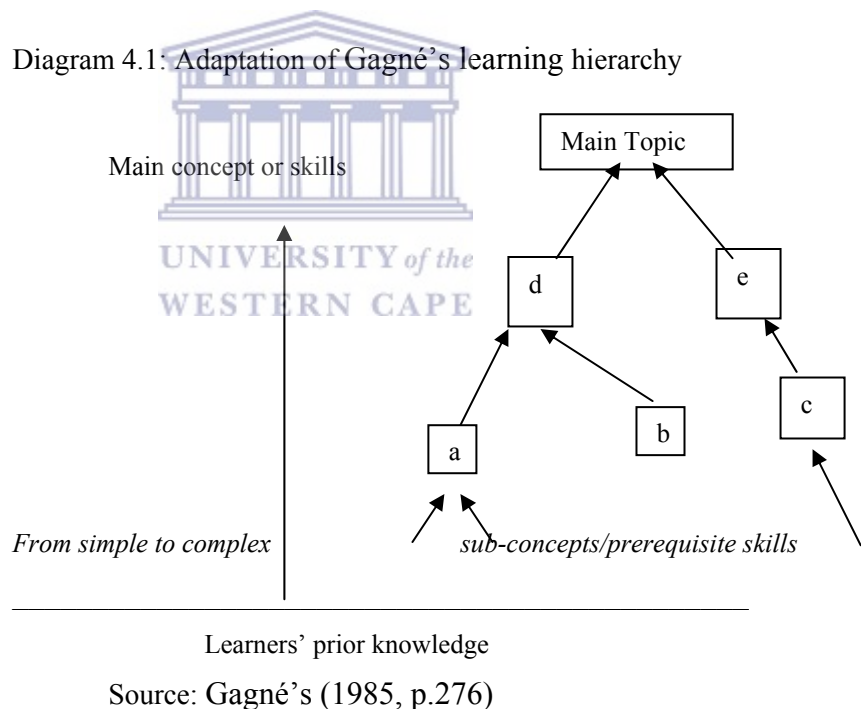 Diagram 4.1: Adaptation of Gagné’s learning hierarchy
Main Topic
Main concept or skills
UNIVERSITY of the
WESTERN CAPE
d
e
c
b
a
From simple to complex
sub-concepts/prerequisite skills
Learners’ prior knowledge
Source: Gagné’s (1985, p.276)